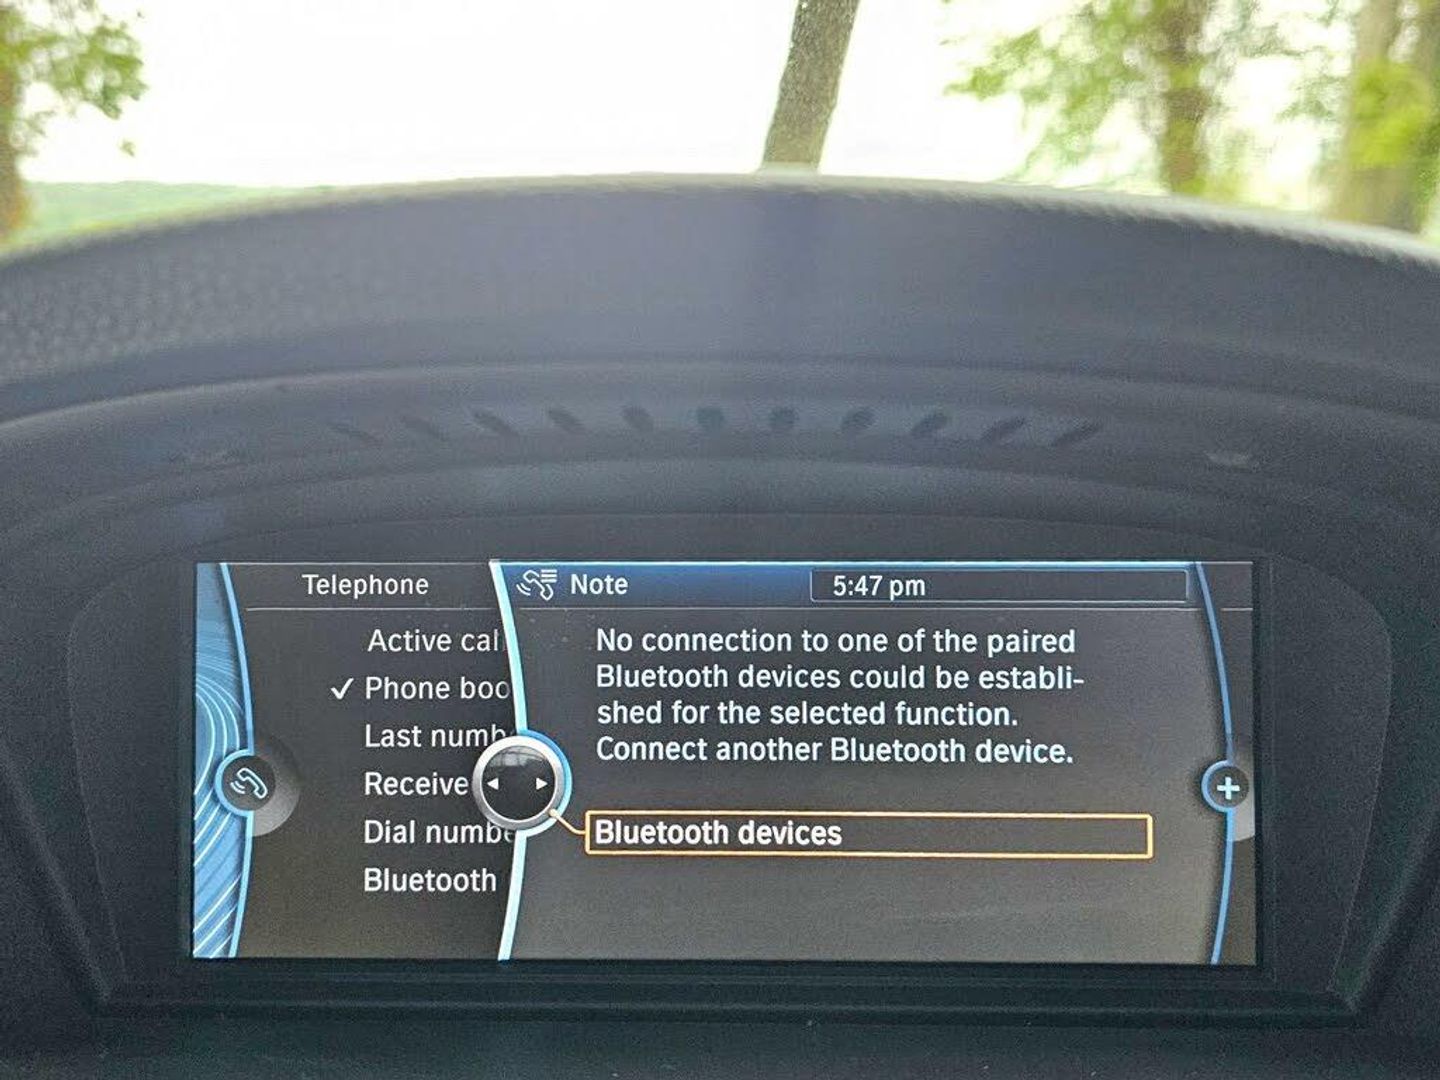 Telephone
Note
5:47 pm
Active cal
Phone boo
Last numb
Receive
Dial numbe
Bluetooth
No connection to one of the paired
Bluetooth devices could be establi-
shed for the selected function.
Connect another Bluetooth device.
Bluetooth devices